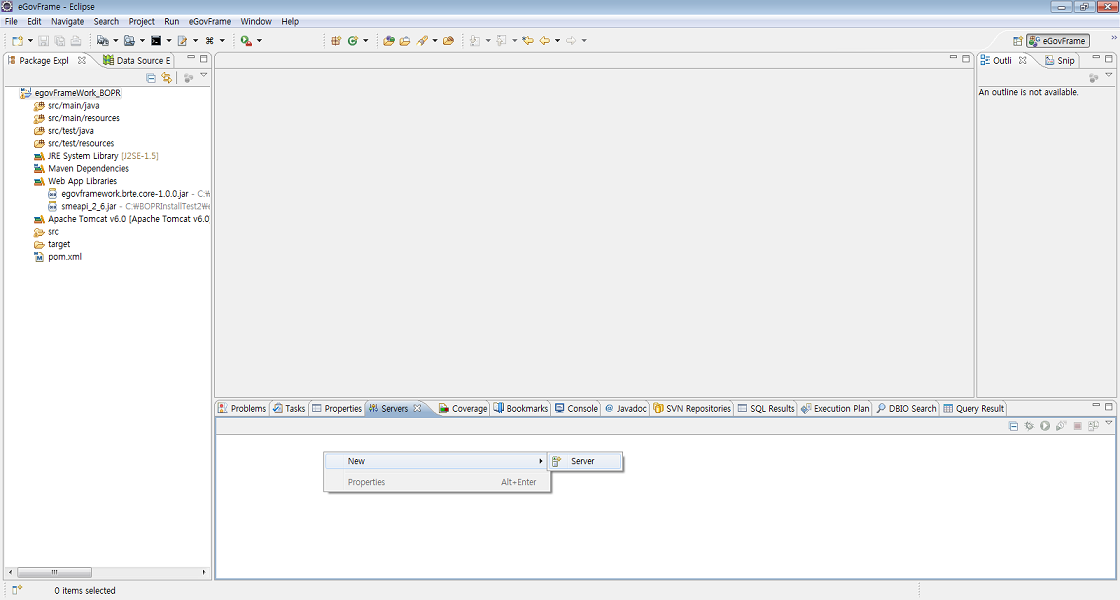 eGovFrame - Eclipse
File Edit Navigate Search Project Run eGovFrame Window Help
eGovFrame
Package Expl Data Source E
Outli Snip
egovFrameWork_BOPR
An outline is not available.
src/main/java
src/main/resources
src/test/java
src/test/resources
JRE System Library [J2SE-1.5]
Maven Dependencies
Web App Libraries
egovframework.brte.core-1.0.0.jar - C:₩
smeapi_2_6.jar - C:₩BOPRInstallTest2₩e
Apache Tomcat v6.0 [Apache Tomcat v6.0
src
target
pom.xml
Problems Tasks Properties Servers Coverage Bookmarks Console Javadoc SVN Repositories SQL Results Execution Plan DBIO Search Query Result
New Server
Properties Alt+Enter
0 items selected